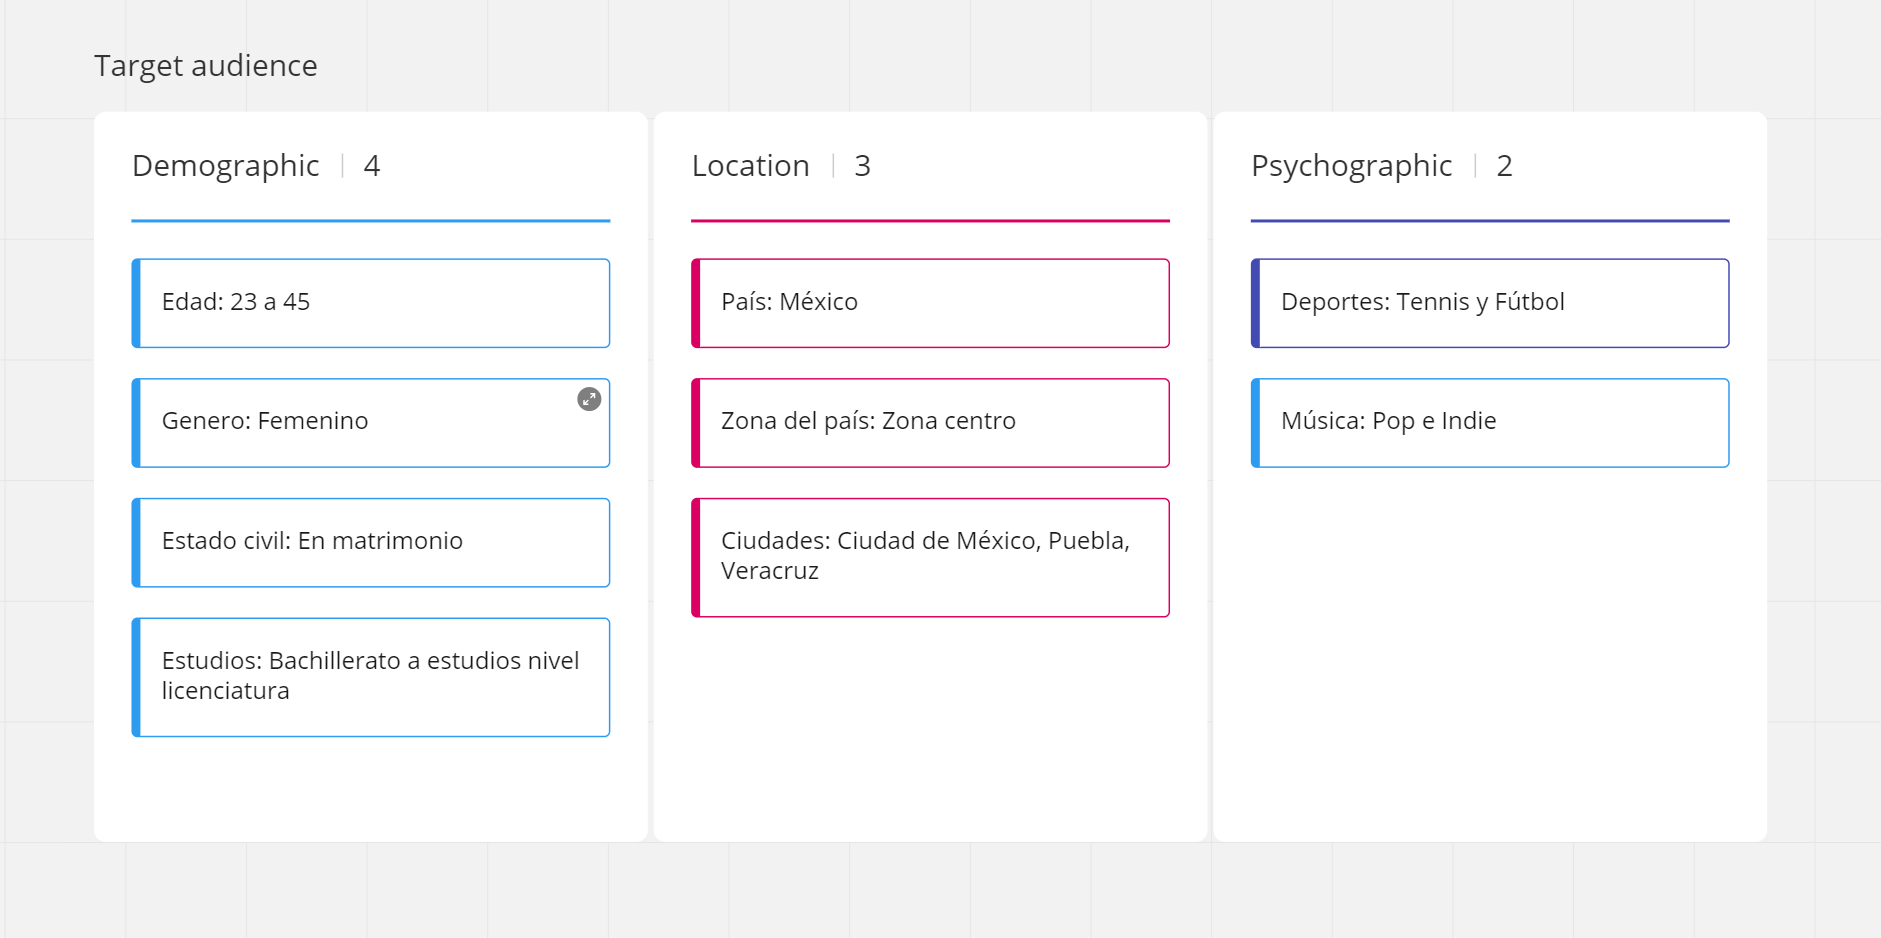 Target audience
Demographic | 4
Edad: 23 a 45
Genero: Femenino
Estado civil: En matrimonio
Estudios: Bachillerato a estudios nivel
licenciatura
Location | 3
País: México
Zona del país: Zona centro
Ciudades: Ciudad de México, Puebla,
Veracruz
Psychographic | 2
Deportes: Tennis y Fútbol
Música: Pop e Indie